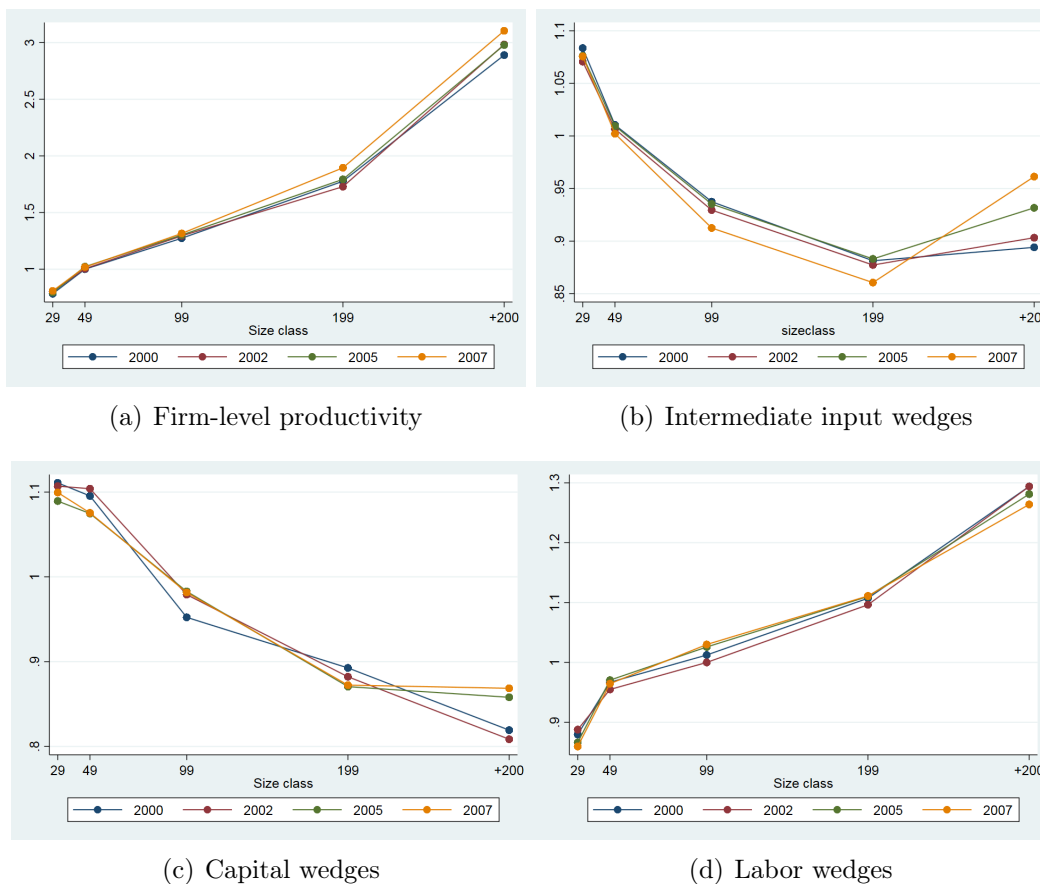 3
2.5
2
1.5
1
29 49 99 199 +200
Size class
2000 2002 2005 2007
(a) Firm-level productivity
1.1
1.05
1
.95
.9
.85
29 49 99 199 +200
sizeclass
2000 2002 2005 2007
(b) Intermediate input wedges
1.1
1
.9
.8
29 49 99 199 +200
Size class
2000 2002 2005 2007
(c) Capital wedges
1.3
1.2
1.1
1
.9
29 49 99 199 +200
Size class
2000 2002 2005 2007
(d) Labor wedges